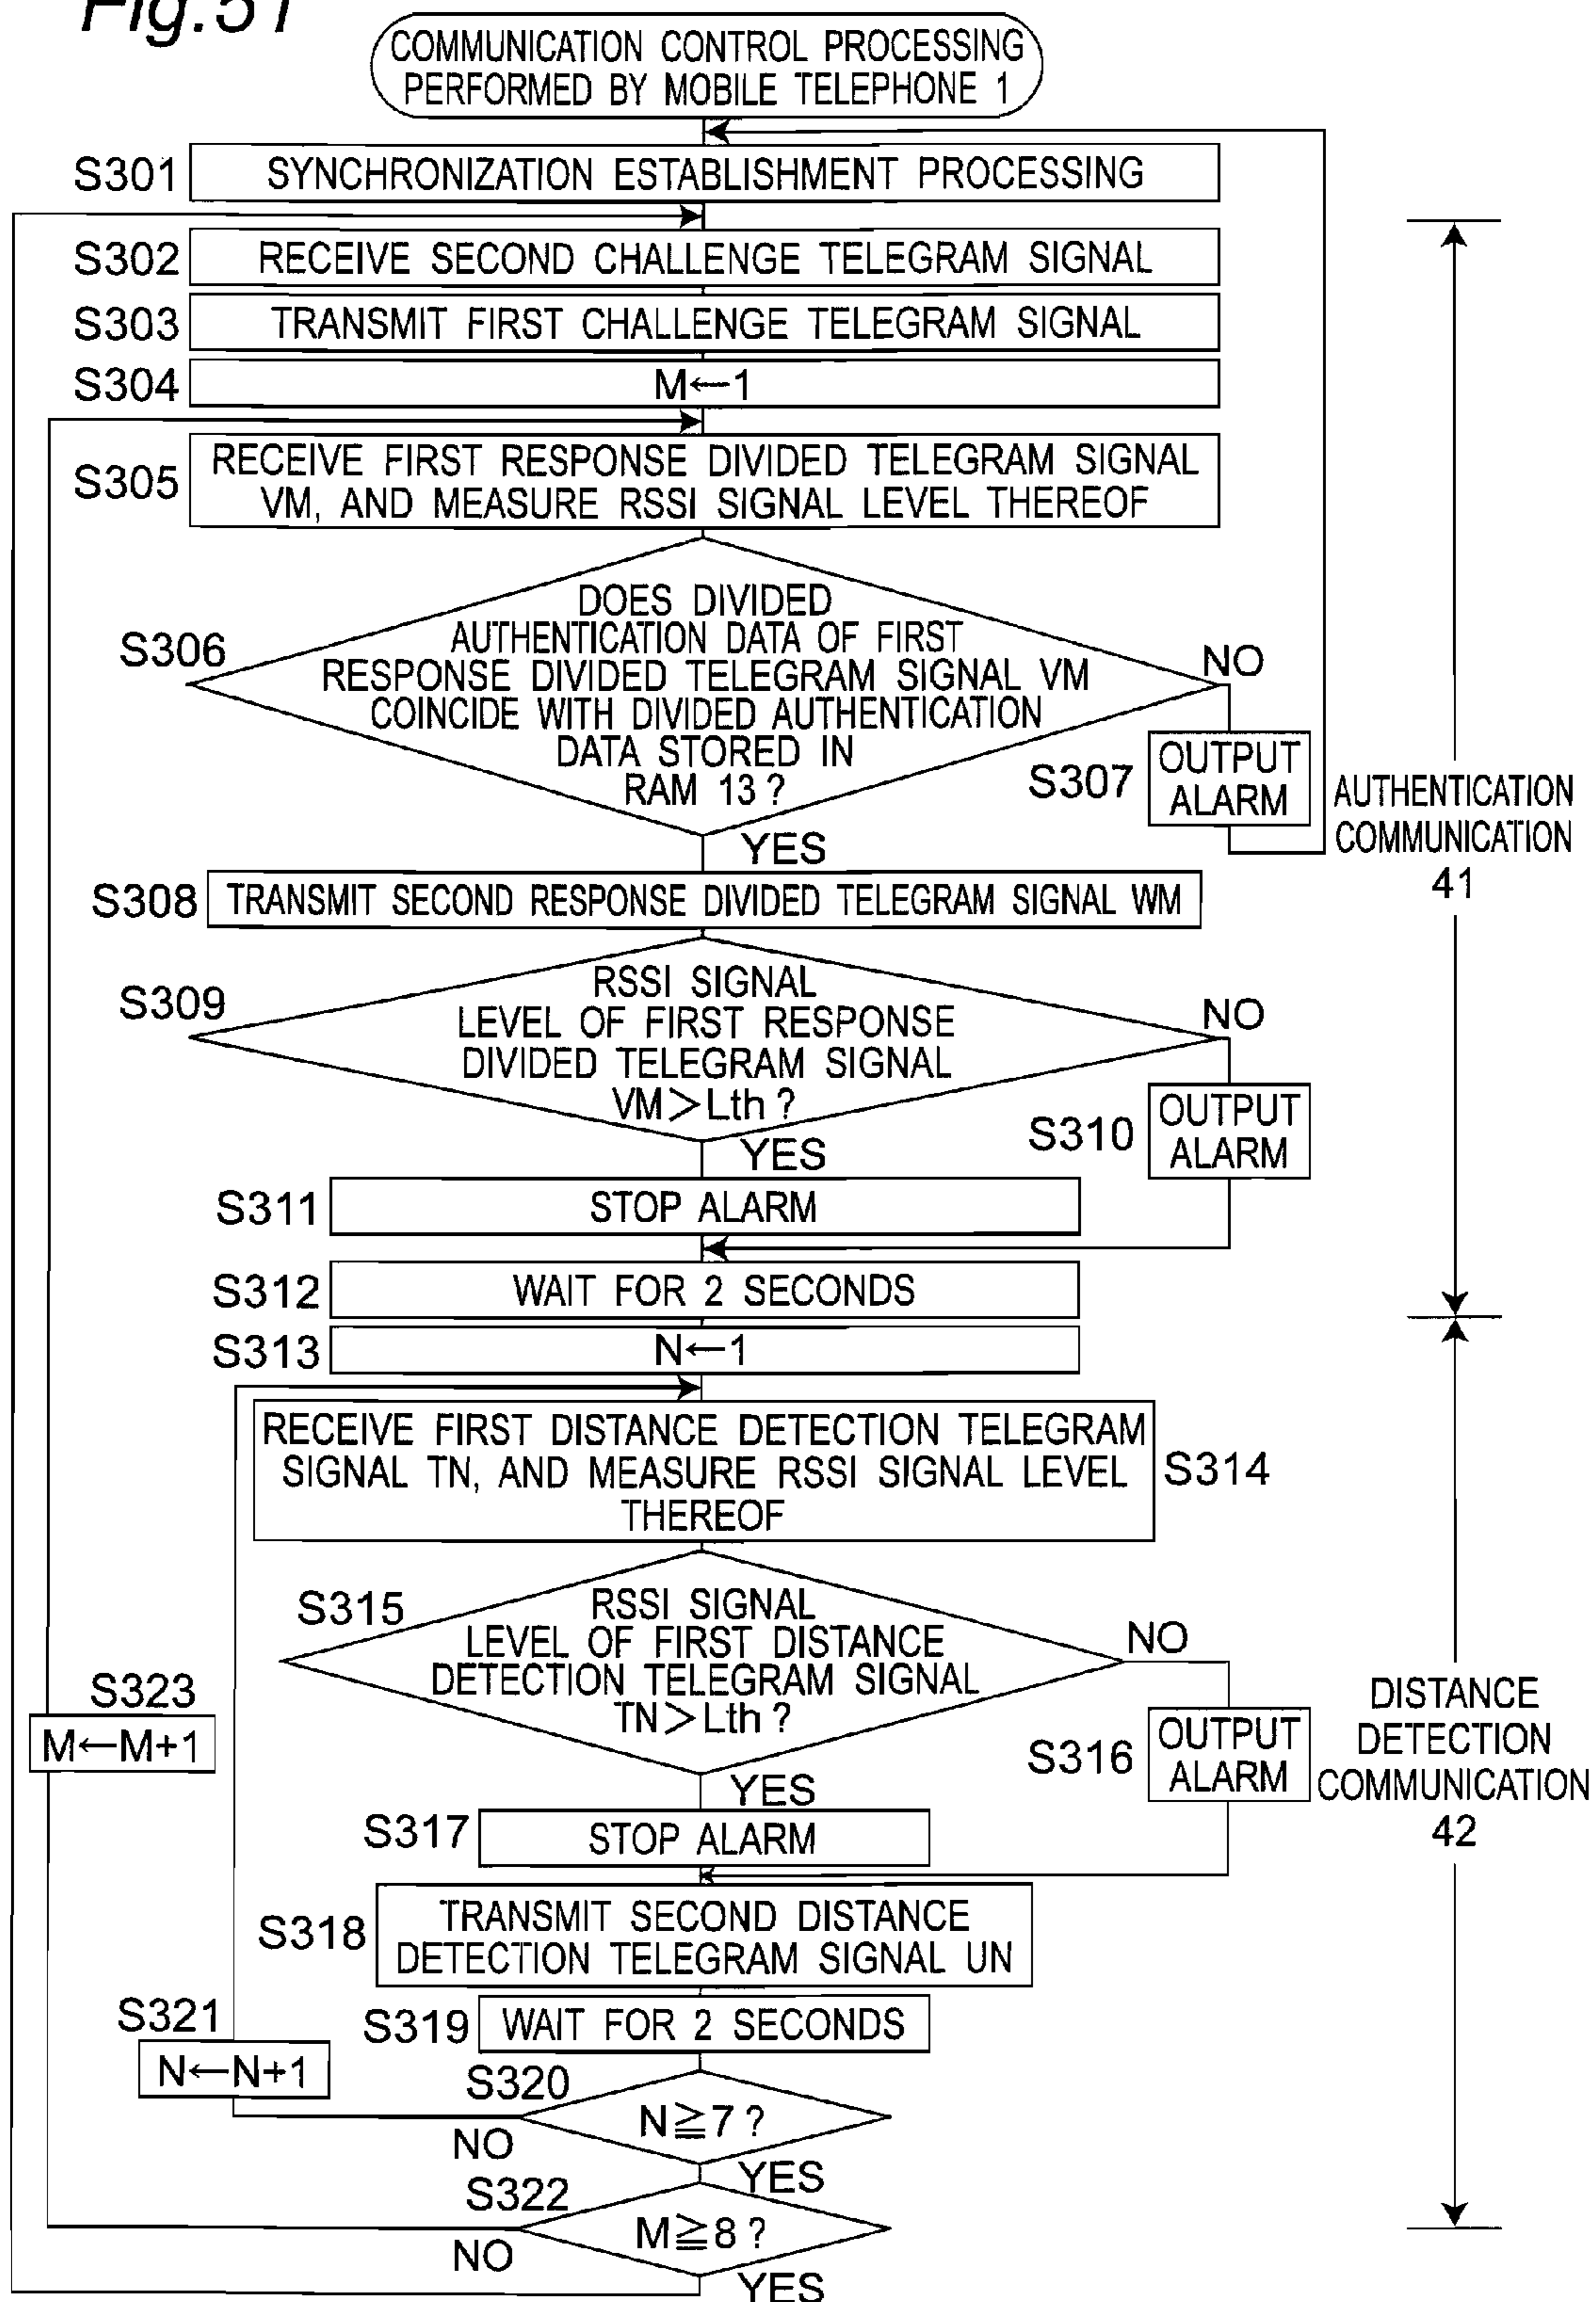 Fig.51
COMMUNICATION CONTROL PROCESSING
PERFORMED BY MOBILE TELEPHONE 1
S301
SYNCHRONIZATION ESTABLISHMENT PROCESSING
S302
RECEIVE SECOND CHALLENGE TELEGRAM SIGNAL
S303
TRANSMIT FIRST CHALLENGE TELEGRAM SIGNAL
S304
M←1
S305
RECEIVE FIRST RESPONSE DIVIDED TELEGRAM SIGNAL
VM, AND MEASURE RSSI SIGNAL LEVEL THEREOF
S306
DOES DIVIDED
AUTHENTICATION DATA OF FIRST
RESPONSE DIVIDED TELEGRAM SIGNAL VM
COINCIDE WITH DIVIDED AUTHENTICATION
DATA STORED IN
RAM 13?
NO
S307
OUTPUT
ALARM
AUTHENTICATION
COMMUNICATION
41
YES
S308
TRANSMIT SECOND RESPONSE DIVIDED TELEGRAM SIGNAL WM
S309
RSSI SIGNAL
LEVEL OF FIRST RESPONSE
DIVIDED TELEGRAM SIGNAL
VM>Lth?
NO
S310
OUTPUT
ALARM
YES
S311
STOP ALARM
S312
WAIT FOR 2 SECONDS
S313
N←1
RECEIVE FIRST DISTANCE DETECTION TELEGRAM
SIGNAL TN, AND MEASURE RSSI SIGNAL LEVEL
THEREOF
S314
S315
RSSI SIGNAL
LEVEL OF FIRST DISTANCE
DETECTION TELEGRAM SIGNAL
TN>Lth?
NO
S316
OUTPUT
ALARM
DISTANCE
DETECTION
COMMUNICATION
42
S323
M←M+1
YES
S317
STOP ALARM
S318
TRANSMIT SECOND DISTANCE
DETECTION TELEGRAM SIGNAL UN
S319
WAIT FOR 2 SECONDS
S321
N←N+1
S320
N≧7?
NO
YES
S322
M≧8?
NO
YES